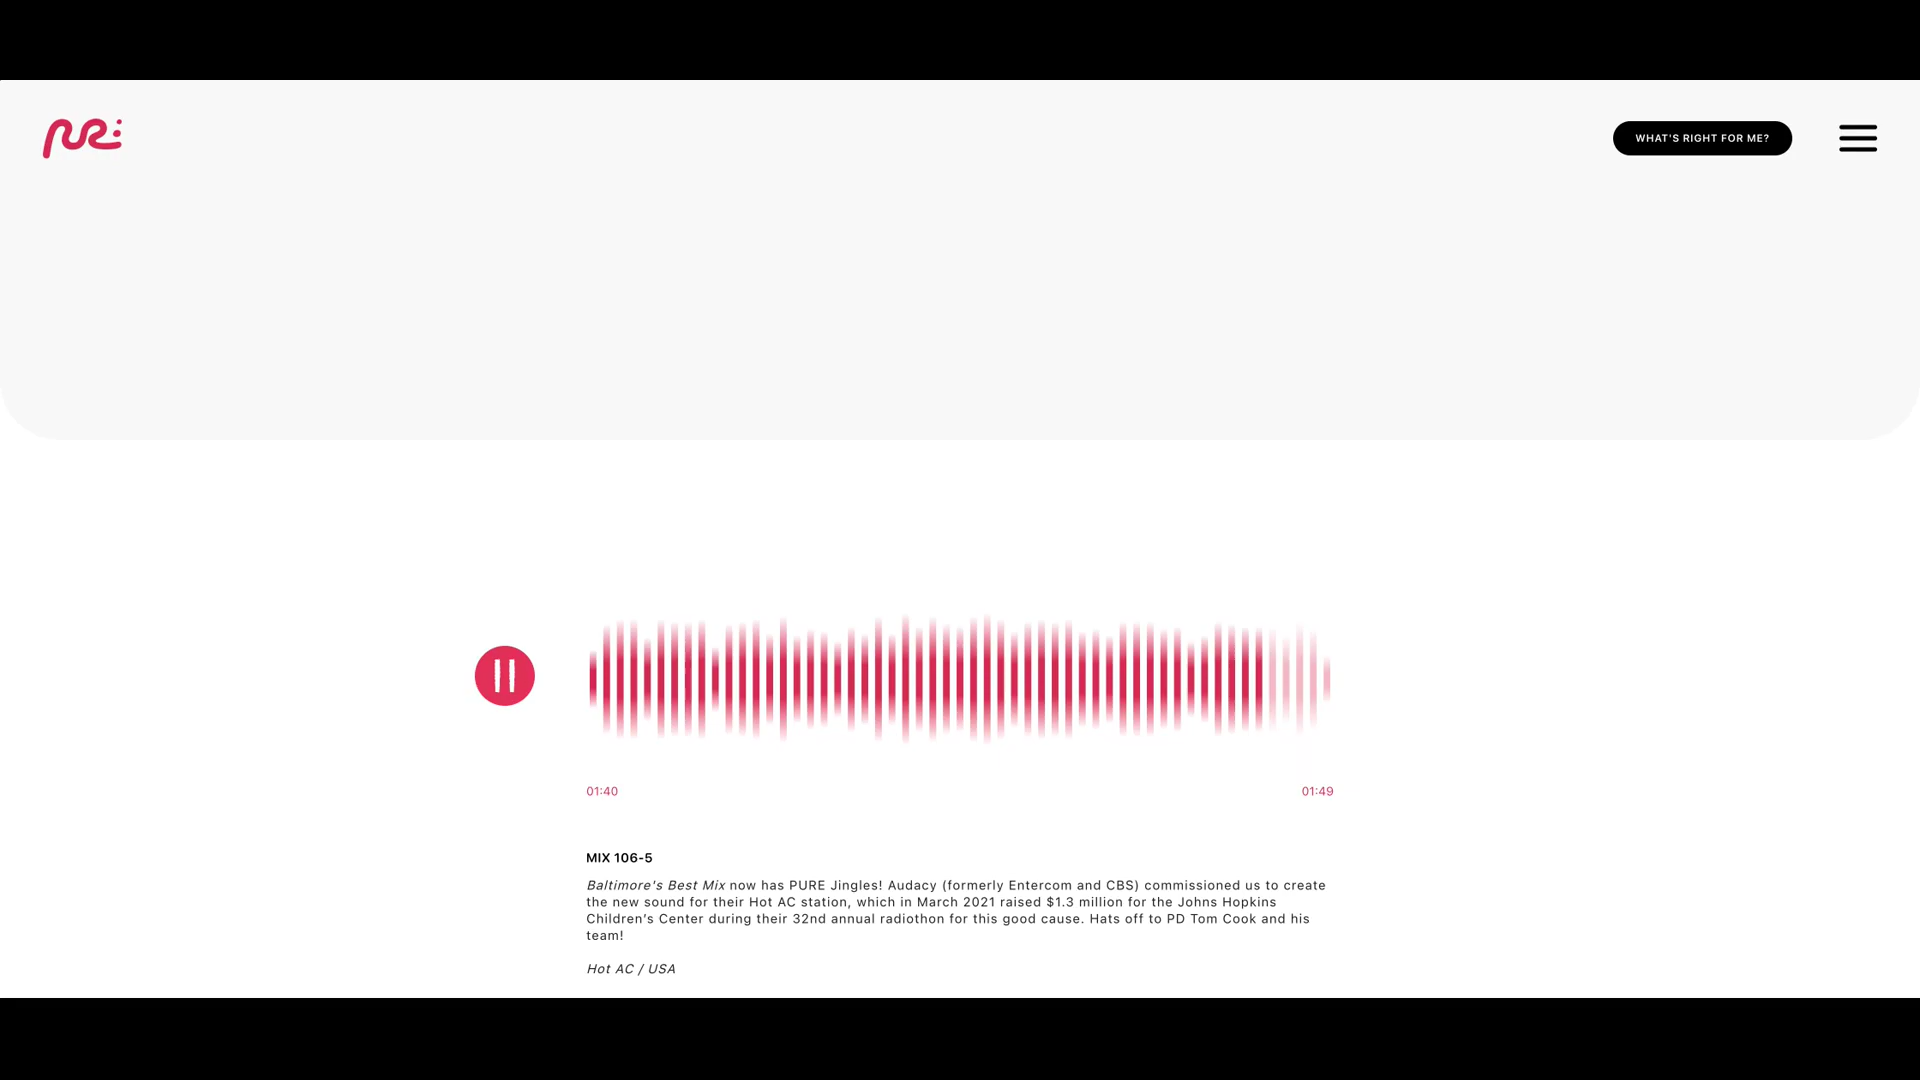 WHAT'S RIGHT FOR ME?
01:40
01:49
MIX 106-5
Baltimore's Best Mix now has PURE Jingles! Audacy (formerly Entercom and CBS) commissioned us to create
the new sound for their Hot AC station, which in March 2021 raised $1.3 million for the Johns Hopkins
Children's Center during their 32nd annual radiothon for this good cause. Hats off to PD Tom Cook and his
team!
Hot AC / USA